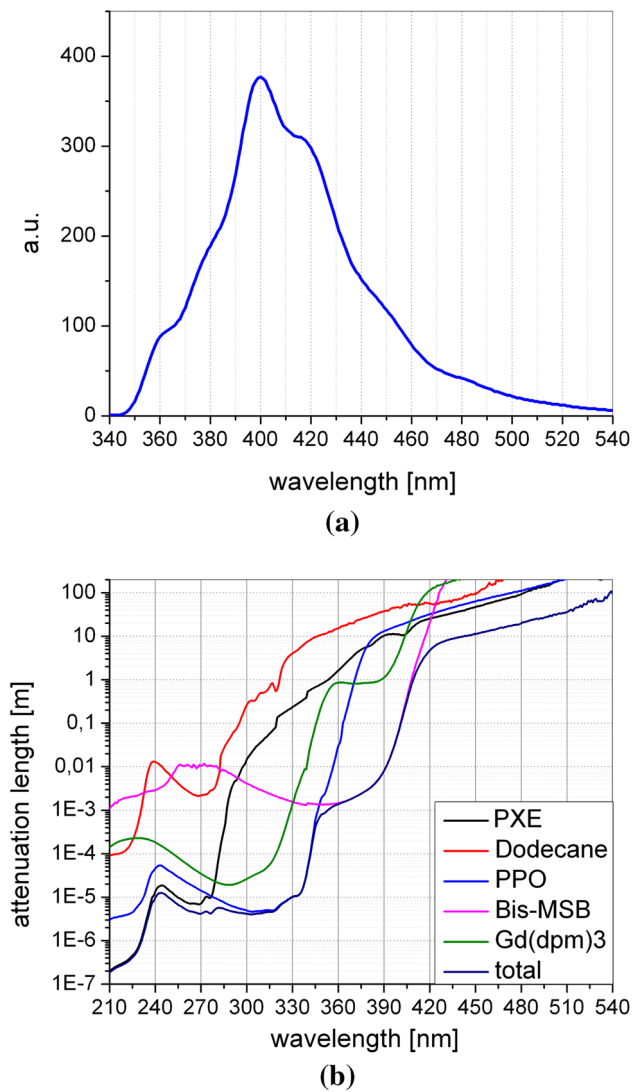 400
300
200
100
0
a.u.
340 360 380 400 420 440 460 480 500 520 540
wavelength [nm]
(a)
100
10
1
0,1
0,01
1E-3
1E-4
1E-5
1E-6
1E-7
attenuation length [m]
PXE
Dodecane
PPO
Bis-MSB
Gd(dpm)3
total
210 240 270 300 330 360 390 420 450 480 510 540
wavelength [nm]
(b)